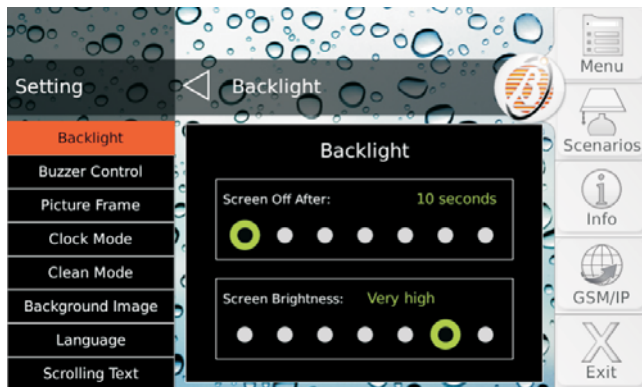 Setting
Backlight
Backlight
Buzzer Control
Picture Frame
Clock Mode
Clean Mode
Background Image
Language
Scrolling Text
Backlight
Screen Off After: 10 seconds
Screen Brightness: Very high
Menu
Scenarios
Info
GSM/IP
Exit